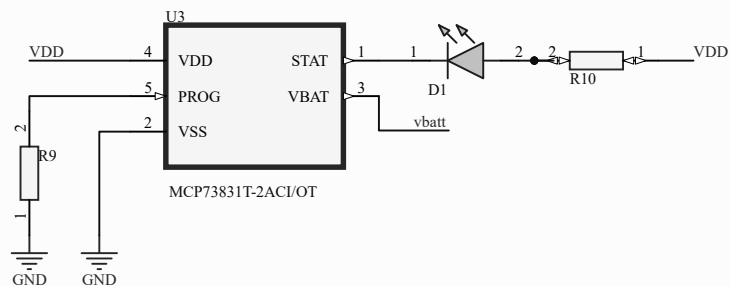 U3
VDD 4 VDD STAT 1 1 2 2 1 VDD
D1 R10
5 PROG VBAT 3
vbatt
2 VSS
2
R9
1
MCP73831T-2ACI/OT
GND GND